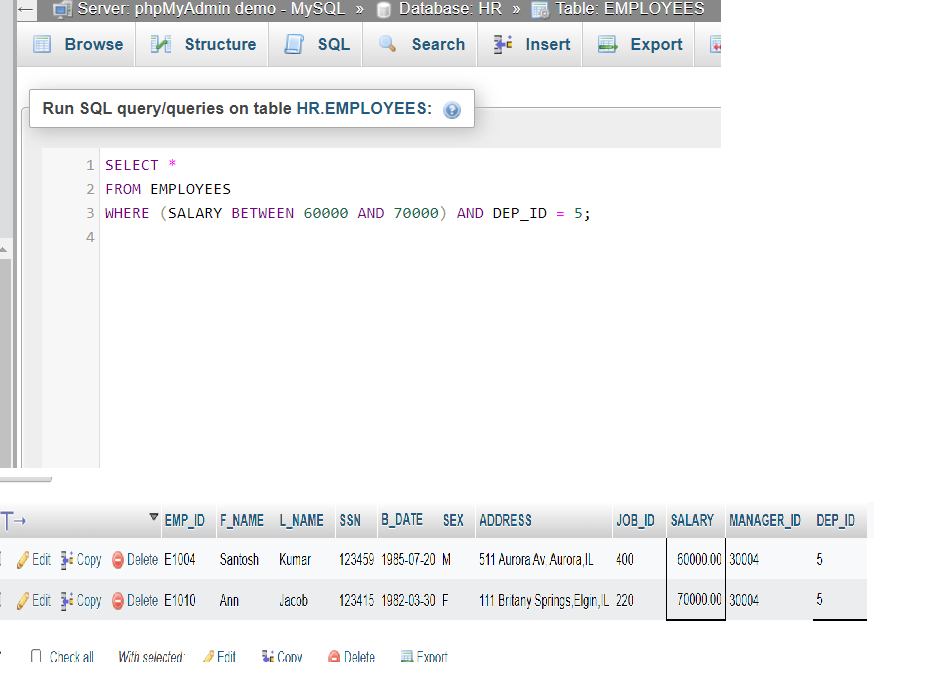 Server: phpMyAdmin demo - MySQL » Database: HR » Table: EMPLOYEES
Browse Structure SQL Search Insert Export
Run SQL query/queries on table HR.EMPLOYEES:
1 SELECT *
2 FROM EMPLOYEES
3 WHERE (SALARY BETWEEN 60000 AND 70000) AND DEP_ID = 5;
4
EMP_ID F_NAME L_NAME SSN B_DATE SEX ADDRESS JOB_ID SALARY MANAGER_ID DEP_ID
Edit Copy Delete E1004 Santosh Kumar 123459 1985-07-20 M 511 Aurora Av,Aurora,IL 400 60000.00 30004 5
Edit Copy Delete E1010 Ann Jacob 123415 1982-03-30 F 111 Britany Springs,Elgin,IL 220 70000.00 30004 5
Check all With selected: Edit Copy Delete Export